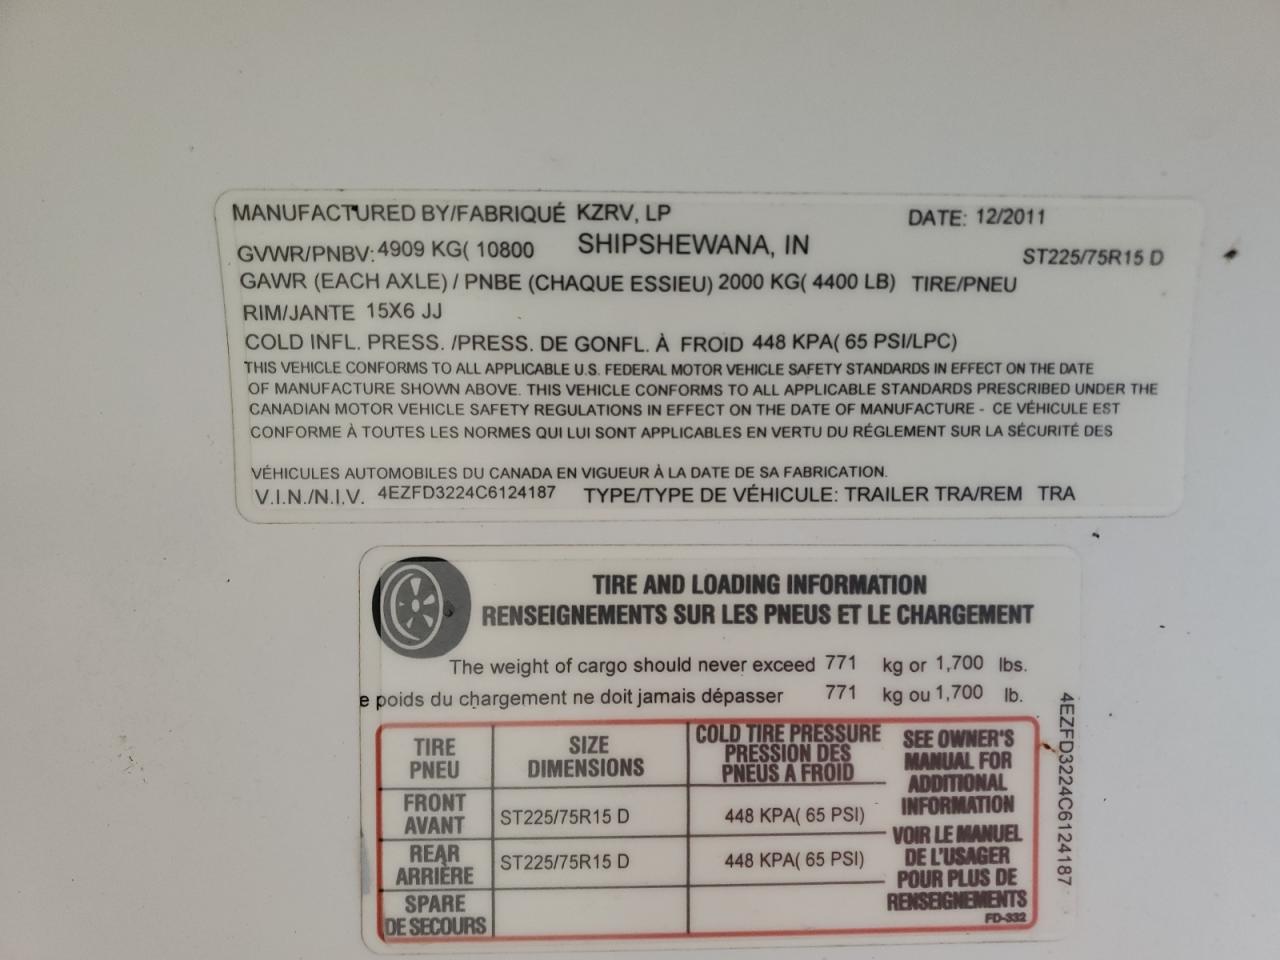 MANUFACTURED BY/FABRIQUÉ KZRV, LP DATE: 12/2011
GVWR/PNBV: 4909 KG( 10800 SHIPSHEWANA, IN ST225/75R15 D
GAWR (EACH AXLE) / PNBE (CHAQUE ESSIEU) 2000 KG( 4400 LB) TIRE/PNEU
RIM/JANTE 15X6 JJ
COLD INFL. PRESS. /PRESS. DE GONFL. À FROID 448 KPA( 65 PSI/LPC)
THIS VEHICLE CONFORMS TO ALL APPLICABLE U.S. FEDERAL MOTOR VEHICLE SAFETY STANDARDS IN EFFECT ON THE DATE
OF MANUFACTURE SHOWN ABOVE. THIS VEHICLE CONFORMS TO ALL APPLICABLE STANDARDS PRESCRIBED UNDER THE
CANADIAN MOTOR VEHICLE SAFETY REGULATIONS IN EFFECT ON THE DATE OF MANUFACTURE - CE VÉHICULE EST
CONFORME À TOUTES LES NORMES QUI LUI SONT APPLICABLES EN VERTU DU RÉGLEMENT SUR LA SÉCURITÉ DES
VÉHICULES AUTOMOBILES DU CANADA EN VIGUEUR À LA DATE DE SA FABRICATION.
V.I.N./N.I.V. 4EZFD3224C6124187 TYPE/TYPE DE VÉHICULE: TRAILER TRA/REM TRA
TIRE AND LOADING INFORMATION
RENSEIGNEMENTS SUR LES PNEUS ET LE CHARGEMENT
The weight of cargo should never exceed 771 kg or 1,700 lbs.
e poids du chargement ne doit jamais dépasser 771 kg ou 1,700 lb.
TIRE
PNEU
SIZE
DIMENSIONS
COLD TIRE PRESSURE
PRESSION DES
PNEUS A FROID
FRONT
AVANT
ST225/75R15 D
448 KPA( 65 PSI)
REAR
ARRIÈRE
ST225/75R15 D
448 KPA( 65 PSI)
SPARE
DE SECOURS
SEE OWNER'S
MANUAL FOR
ADDITIONAL
INFORMATION
VOIR LE MANUEL
DE L'USAGER
POUR PLUS DE
RENSEIGNEMENTS
FD-332
4EZFD3224C6124187